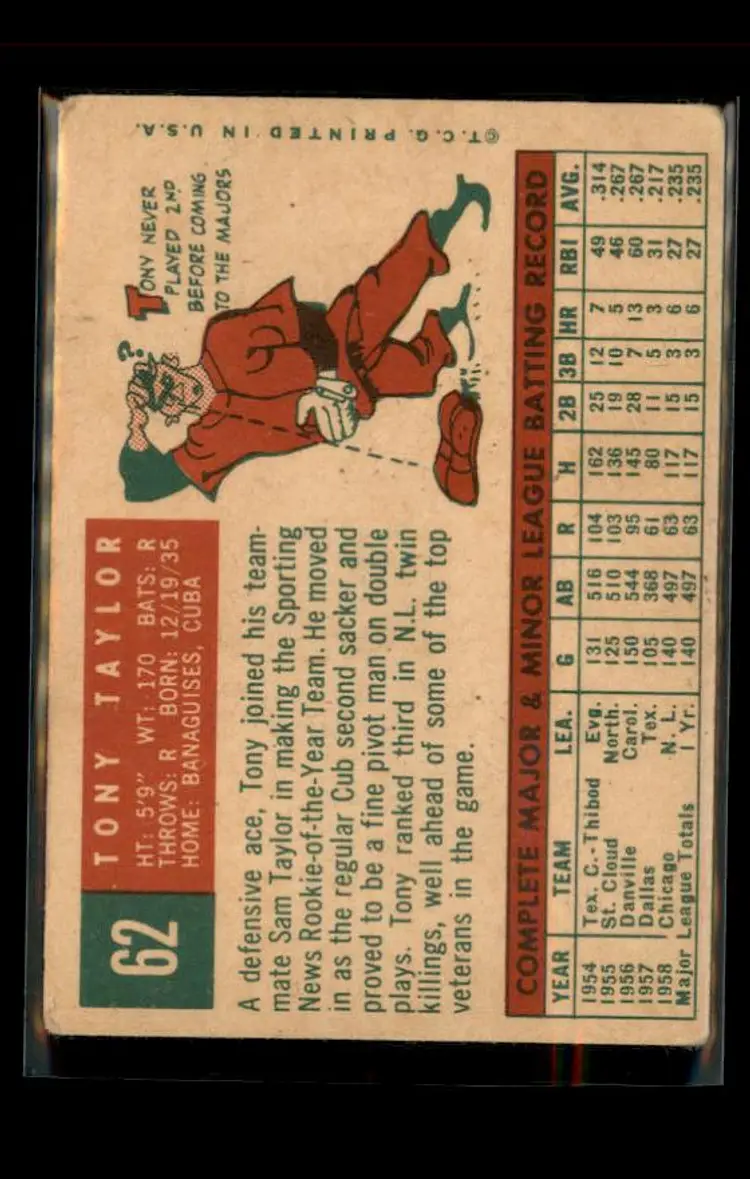 62
TONY TAYLOR
HT: 5'9" WT: 170 BATS: R
THROWS: R BORN: 12/19/35
HOME: BANAGUISES, CUBA
A defensive ace, Tony joined his team-
mate Sam Taylor in making the Sporting
News Rookie-of-the-Year Team. He moved
in as the regular Cub second sacker and
proved to be a fine pivot man on double
plays. Tony ranked third in N.L. twin
killings, well ahead of some of the top
veterans in the game.
?
TONY NEVER
PLAYED 2ND
BEFORE COMING
TO THE MAJORS
©T.C.G. PRINTED IN U.S.A.
COMPLETE MAJOR & MINOR LEAGUE BATTING RECORD
YEAR TEAM LEA. G AB R H 2B 3B HR RBI AVG.
1954 Tex. C.-Thibod Evg. 131 516 104 162 25 12 7 49 .314
1955 St. Cloud North. 125 510 103 136 19 10 5 46 .267
1956 Danville Carol. 150 544 95 145 28 7 13 60 .267
1957 Dallas Tex. 105 368 61 80 11 5 3 31 .217
1958 Chicago N. L. 140 497 63 117 15 3 6 27 .235
Major League Totals 1 Yr. 140 497 63 117 15 3 6 27 .235